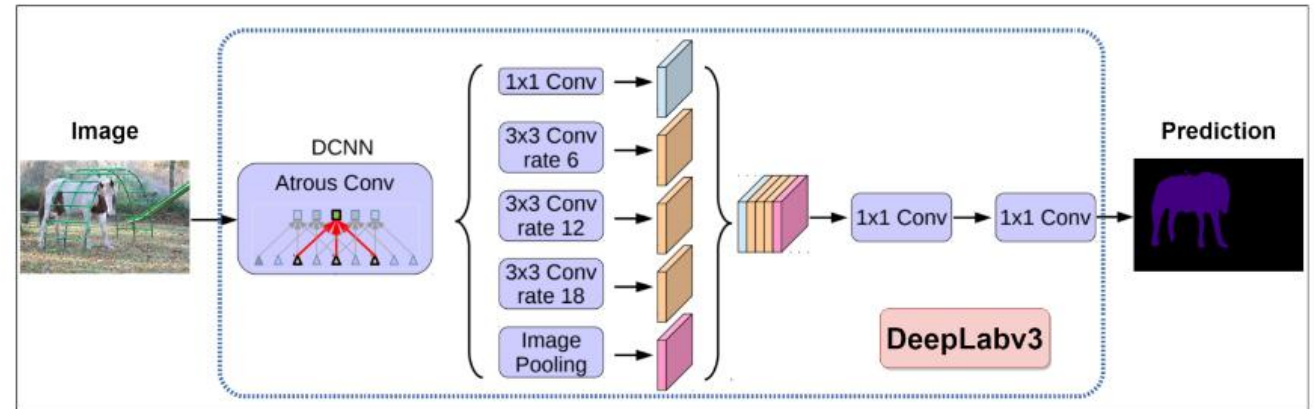 Image
DCNN
Atrous Conv
1x1 Conv
3x3 Conv
rate 6
3x3 Conv
rate 12
3x3 Conv
rate 18
Image
Pooling
1x1 Conv
1x1 Conv
DeepLabv3
Prediction